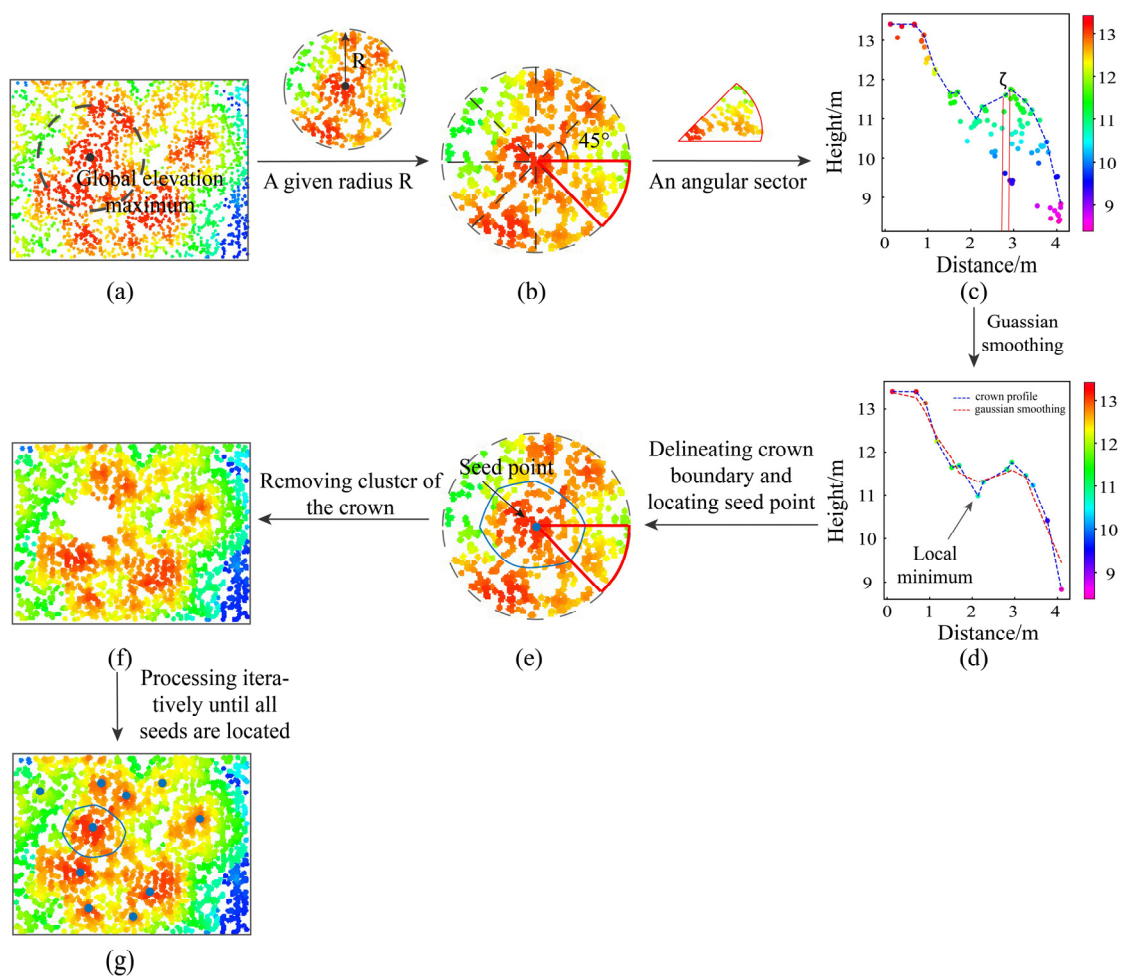 R
Global elevation
maximum
(a)
A given radius R
45°
(b)
An angular sector
Height/m
13
12
11
10
9
ζ
0 1 2 3 4
Distance/m
13
12
11
10
9
(c)
Guassian
smoothing
Height/m
13
12
11
10
9
crown profile
gaussian smoothing
Local
minimum
0 1 2 3 4
Distance/m
13
12
11
10
9
(d)
Delineating crown
boundary and
locating seed point
Seed point
(e)
Removing cluster of
the crown
(f)
Processing itera-
tively until all
seeds are located
(g)